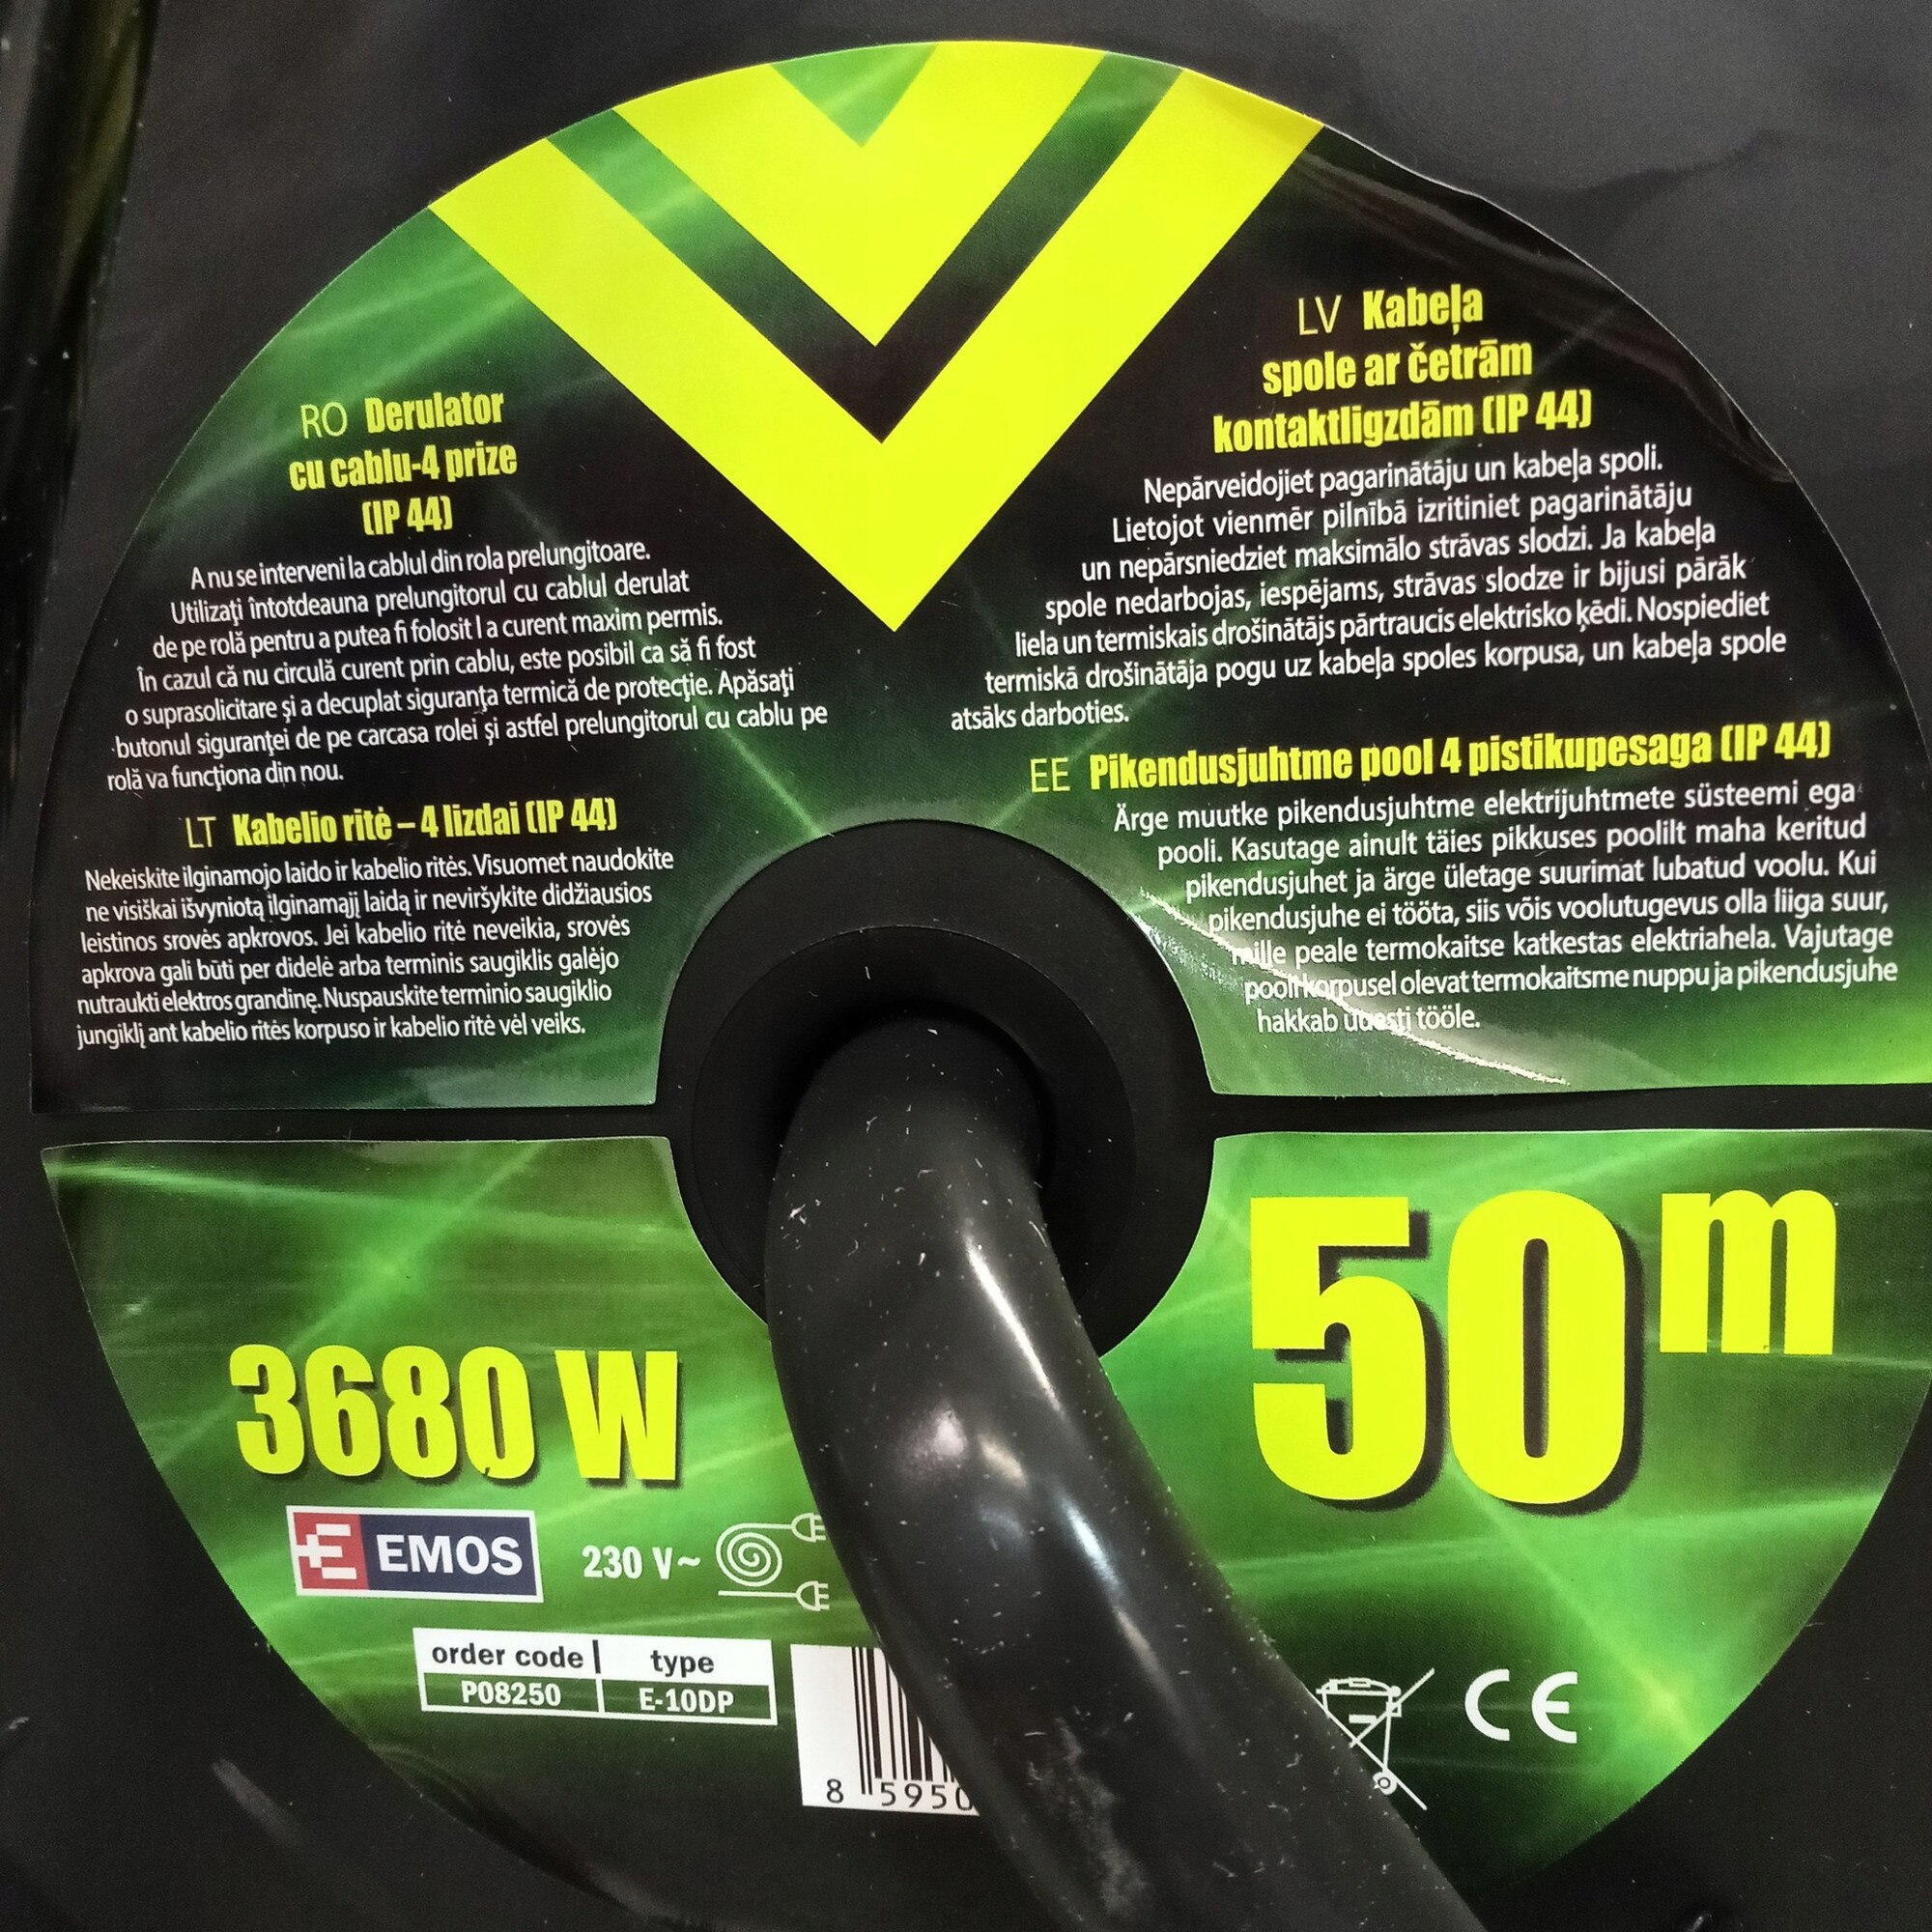 RO Derulator
cu cablu-4 prize
(IP 44)
A nu se interveni la cablul din rola prelungitoare.
Utilizaţi întotdeauna prelungitorul cu cablul derulat
de pe rolă pentru a putea fi folosit l a curent maxim permis.
În cazul că nu circulă curent prin cablu, este posibil ca să fi fost
o suprasolicitare şi a decuplat siguranţa termică de protecţie. Apăsaţi
butonul siguranţei de pe carcasa rolei şi astfel prelungitorul cu cablu pe
rolă va funcţiona din nou.
LT Kabelio ritė – 4 lizdai (IP 44)
Nekeiskite ilginamojo laido ir kabelio ritės. Visuomet naudokite
ne visiškai išvyniotą ilginamąjį laidą ir neviršykite didžiausios
leistinos srovės apkrovos. Jei kabelio ritė neveikia, srovės
apkrova gali būti per didelė arba terminis saugiklis galėjo
nutraukti elektros grandinę. Nuspauskite terminio saugiklio
jungiklį ant kabelio ritės korpuso ir kabelio ritė vėl veiks.
LV Kabeļa
spole ar četrām
kontaktligzdām (IP 44)
Nepārveidojiet pagarinātāju un kabeļa spoli.
Lietojot vienmēr pilnībā izritiniet pagarinātāju
un nepārsniedziet maksimālo strāvas slodzi. Ja kabeļa
spole nedarbojas, iespējams, strāvas slodze ir bijusi pārāk
liela un termiskais drošinātājs pārtraucis elektrisko ķēdi. Nospiediet
termiskā drošinātāja pogu uz kabeļa spoles korpusa, un kabeļa spole
atsāks darboties.
EE Pikendusjuhtme pool 4 pistikupesaga (IP 44)
Ärge muutke pikendusjuhtme elektrijuhtmete süsteemi ega
pooli. Kasutage ainult täies pikkuses poolilt maha keritud
pikendusjuhet ja ärge ületage suurimat lubatud voolu. Kui
pikendusjuhe ei tööta, siis võis voolutugevus olla liiga suur,
mille peale termokaitse katkestas elektriahela. Vajutage
pooli korpusel olevat termokaitsme nuppu ja pikendusjuhe
hakkab uuesti tööle.
3680 W
EMOS
230 V~
order code | type
P08250 E-10DP
8 5950
50 m
CE